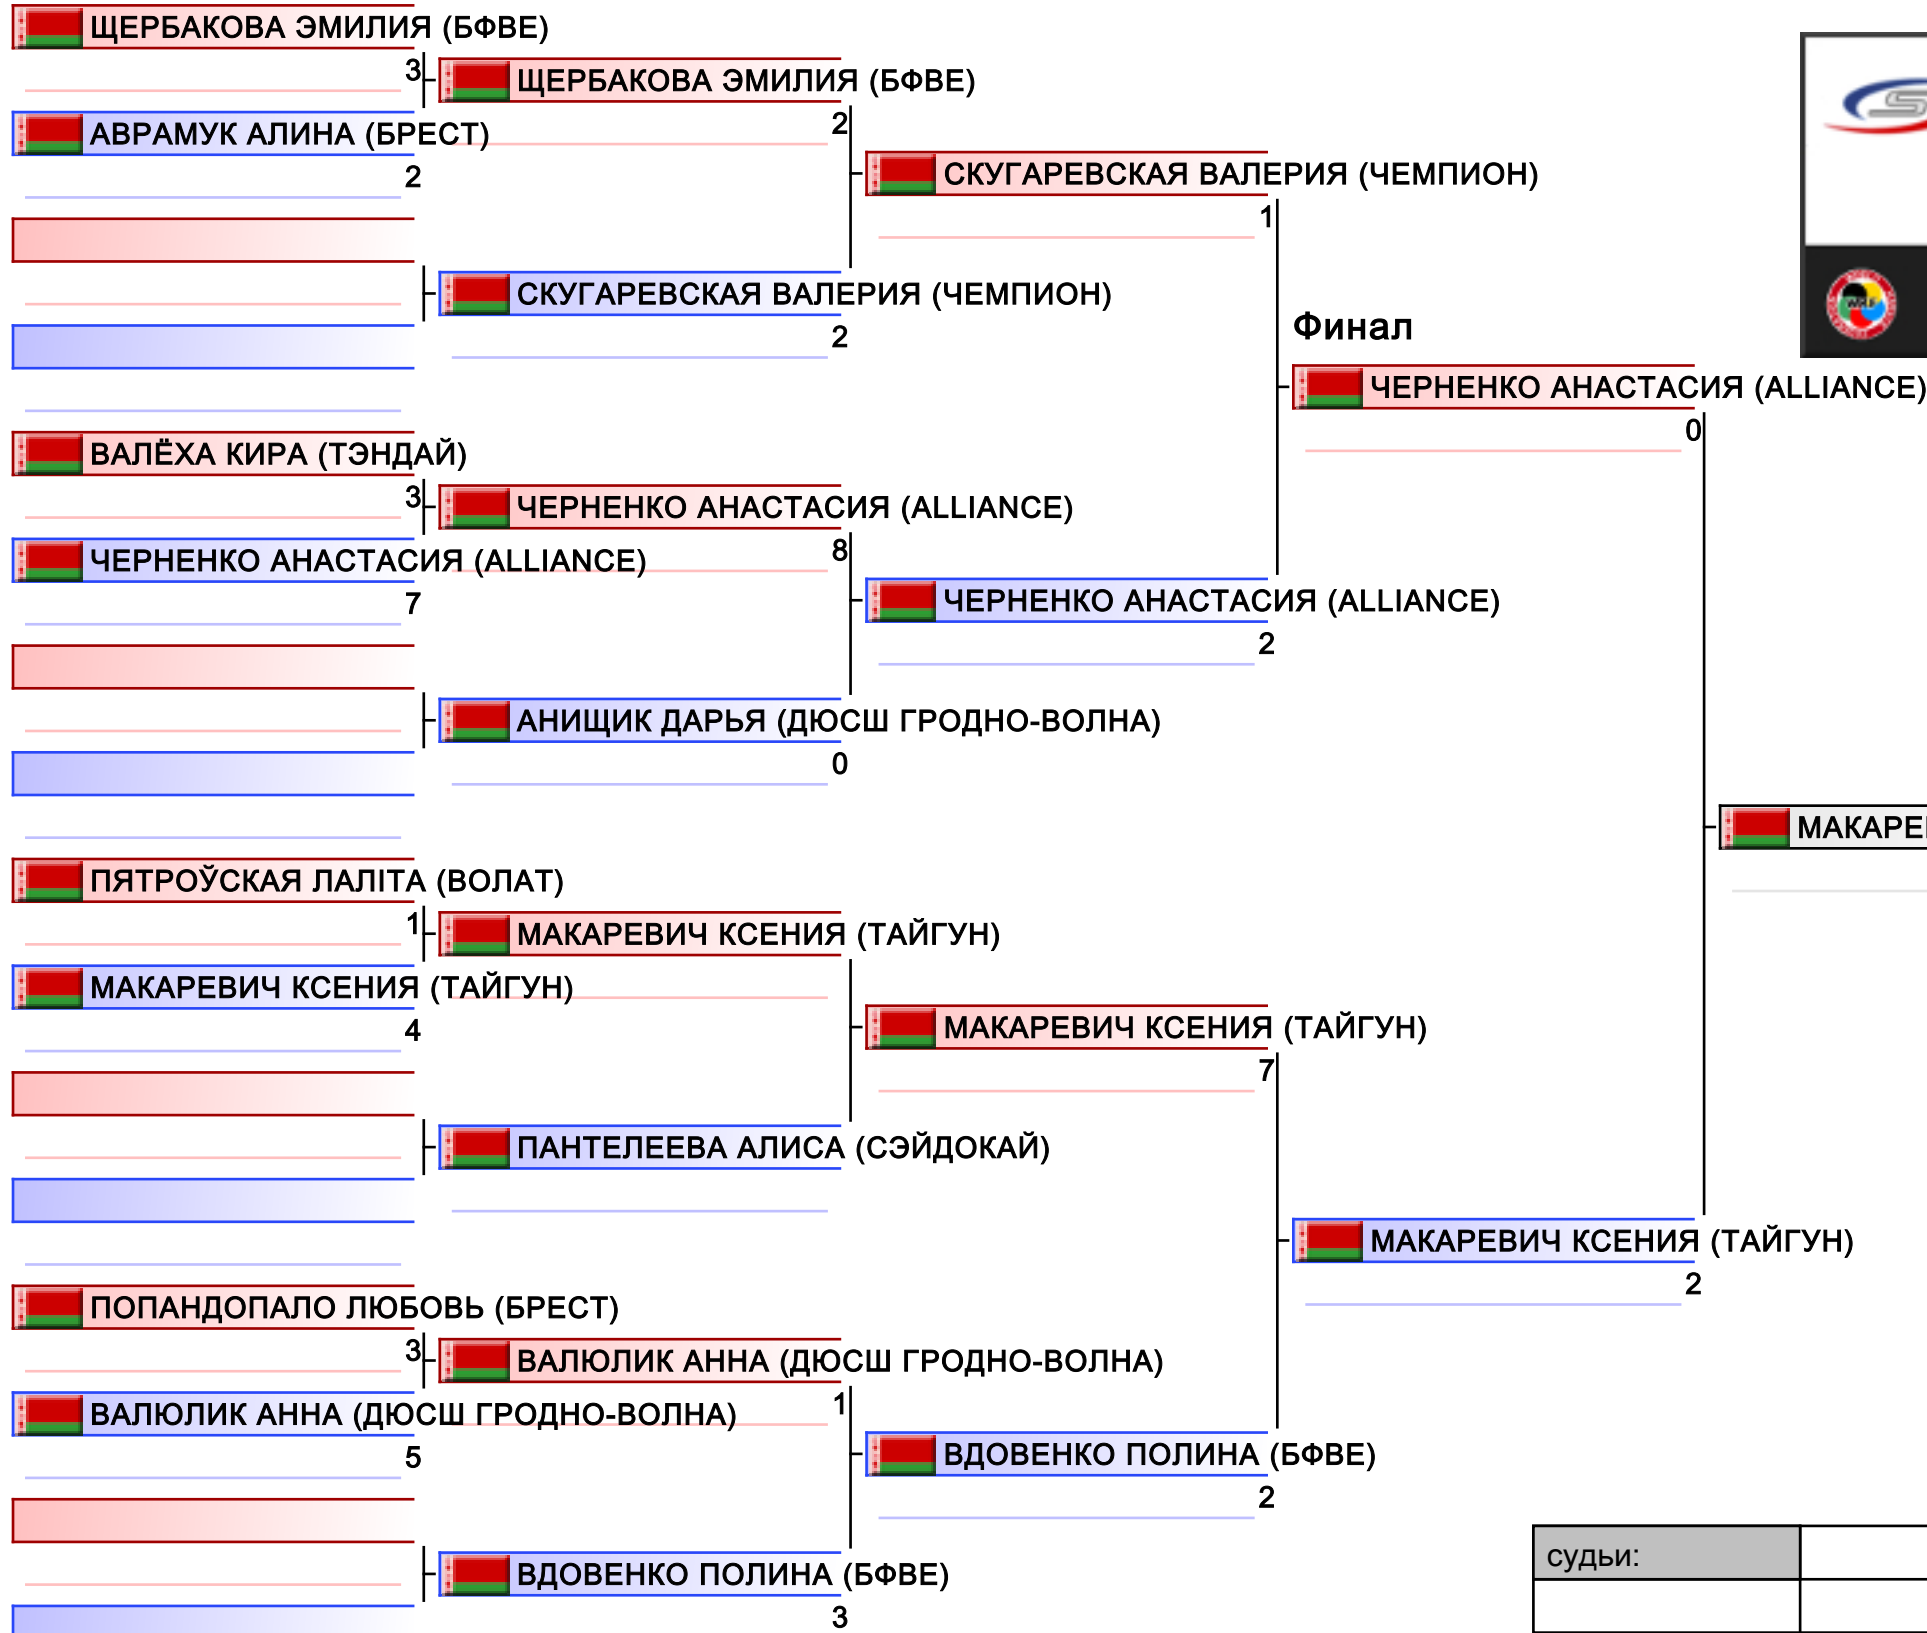 ЩЕРБАКОВА ЭМИЛИЯ (БФВЕ)
3
ЩЕРБАКОВА ЭМИЛИЯ (БФВЕ)
2
АВРАМУК АЛИНА (БРЕСТ)
2
СКУГАРЕВСКАЯ ВАЛЕРИЯ (ЧЕМПИОН)
1
СКУГАРЕВСКАЯ ВАЛЕРИЯ (ЧЕМПИОН)
2
Финал
ЧЕРНЕНКО АНАСТАСИЯ (ALLIANCE)
0
ВАЛЁХА КИРА (ТЭНДАЙ)
3
ЧЕРНЕНКО АНАСТАСИЯ (ALLIANCE)
8
ЧЕРНЕНКО АНАСТАСИЯ (ALLIANCE)
7
ЧЕРНЕНКО АНАСТАСИЯ (ALLIANCE)
2
АНИЩИК ДАРЬЯ (ДЮСШ ГРОДНО-ВОЛНА)
0
МАКАРЕ
ПЯТРОЎСКАЯ ЛАЛІТА (ВОЛАТ)
1
МАКАРЕВИЧ КСЕНИЯ (ТАЙГУН)
МАКАРЕВИЧ КСЕНИЯ (ТАЙГУН)
4
МАКАРЕВИЧ КСЕНИЯ (ТАЙГУН)
7
ПАНТЕЛЕЕВА АЛИСА (СЭЙДОКАЙ)
МАКАРЕВИЧ КСЕНИЯ (ТАЙГУН)
2
ПОПАНДОПАЛО ЛЮБОВЬ (БРЕСТ)
3
ВАЛЮЛИК АННА (ДЮСШ ГРОДНО-ВОЛНА)
1
ВАЛЮЛИК АННА (ДЮСШ ГРОДНО-ВОЛНА)
5
ВДОВЕНКО ПОЛИНА (БФВЕ)
2
ВДОВЕНКО ПОЛИНА (БФВЕ)
3
судьи: